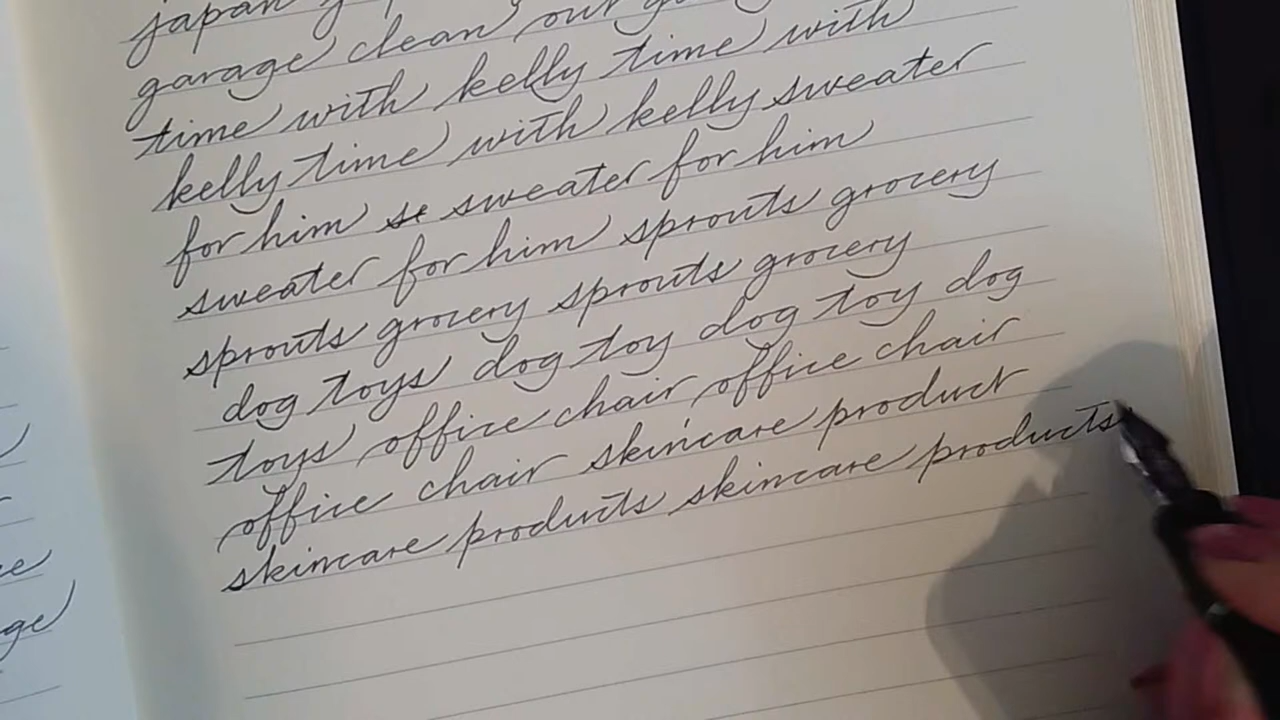 japan
garage clean out
time with kelly time with
kelly time with kelly sweater
for him se sweater for him
sweater for him sprouts grocery
sprouts grocery sprouts grocery
dog toys dog toy dog toy dog
toys office chair office chair
office chair skincare product
skincare products skincare products